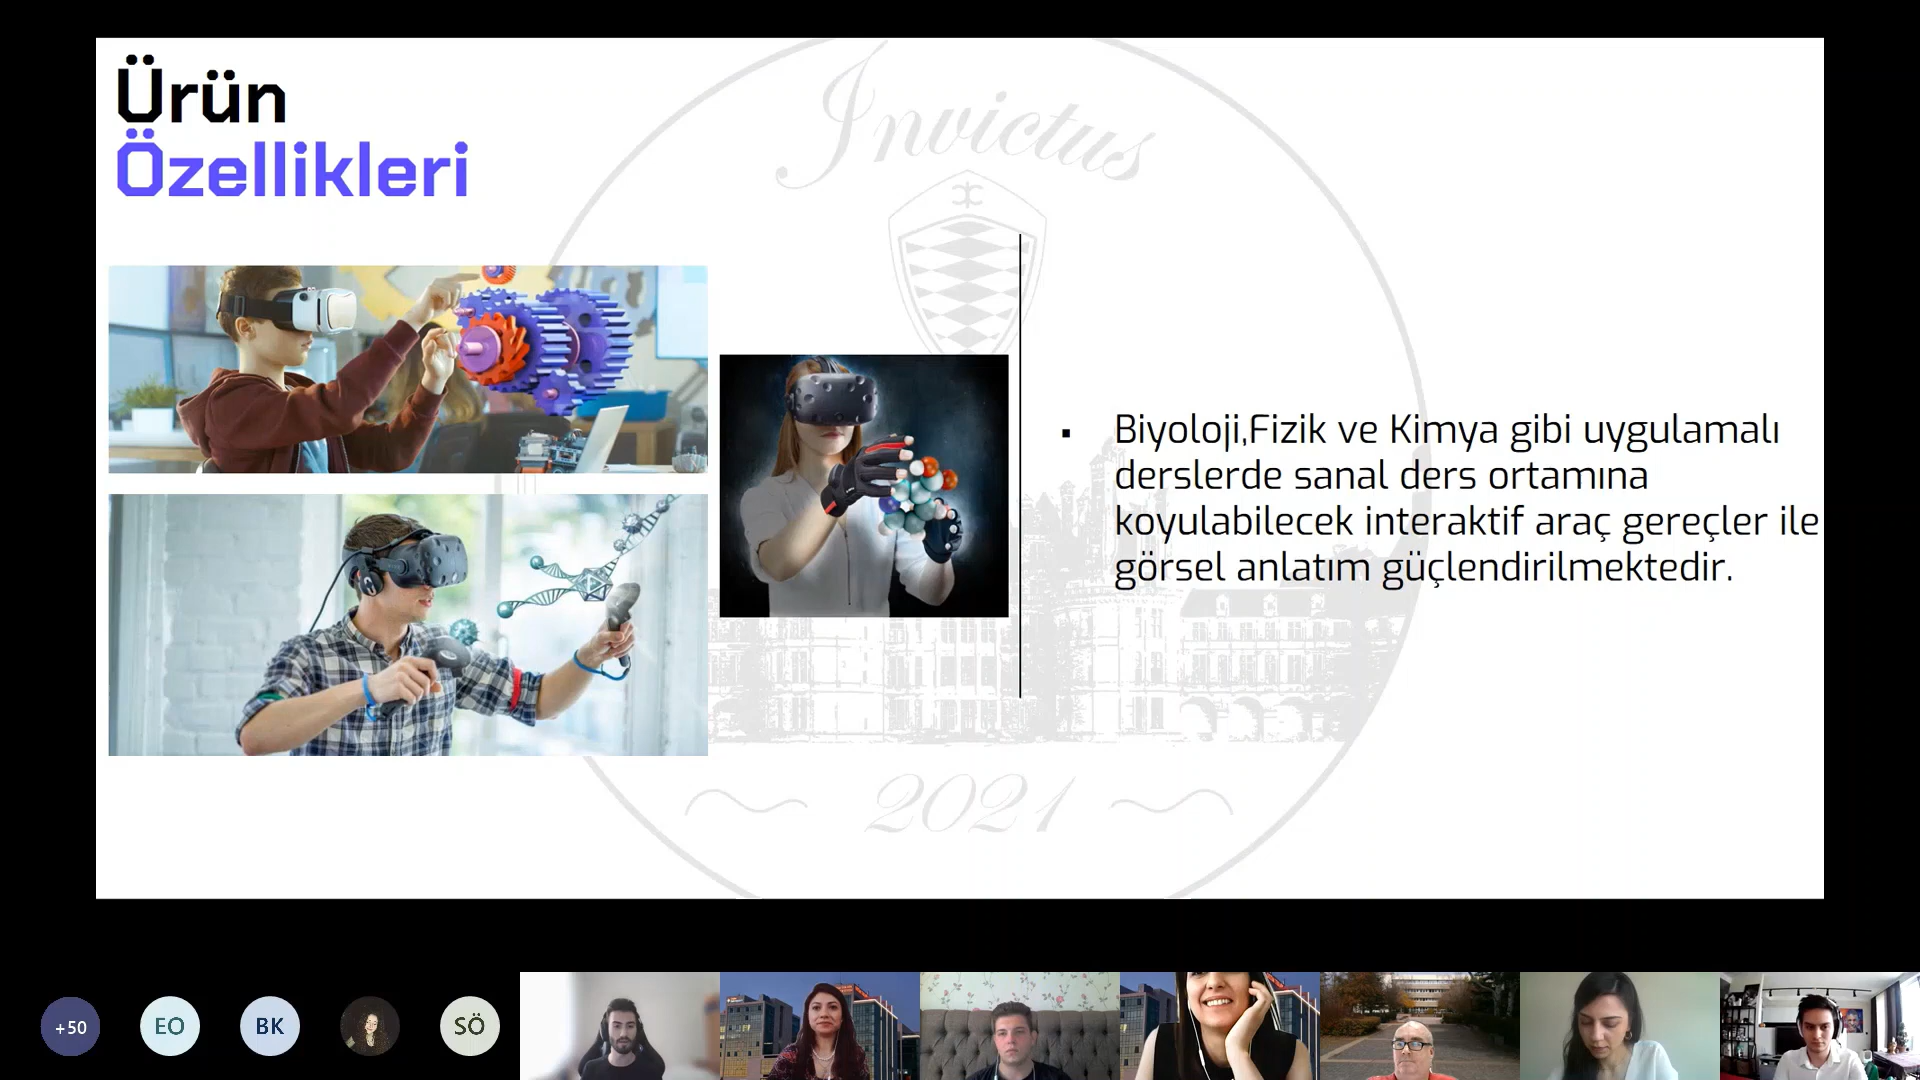 Ürün
Özellikleri
Invictus
Biyoloji,Fizik ve Kimya gibi uygulamalı
derslerde sanal ders ortamına
koyulabilecek interaktif araç gereçler ile
görsel anlatım güçlendirilmektedir.
2021
+50
EO
BK
SÖ